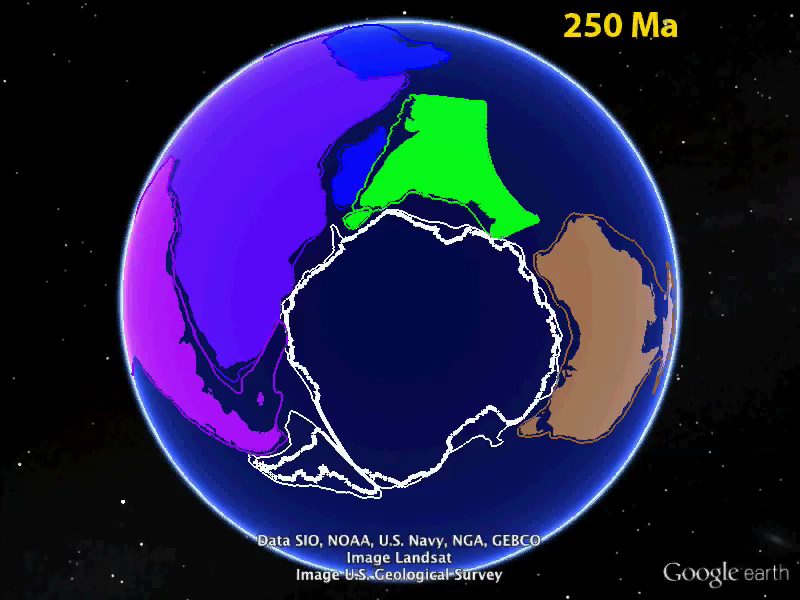 250 Ma
Data SIO, NOAA, U.S. Navy, NGA, GEBCO
Image Landsat
Image U.S. Geological Survey
Google earth